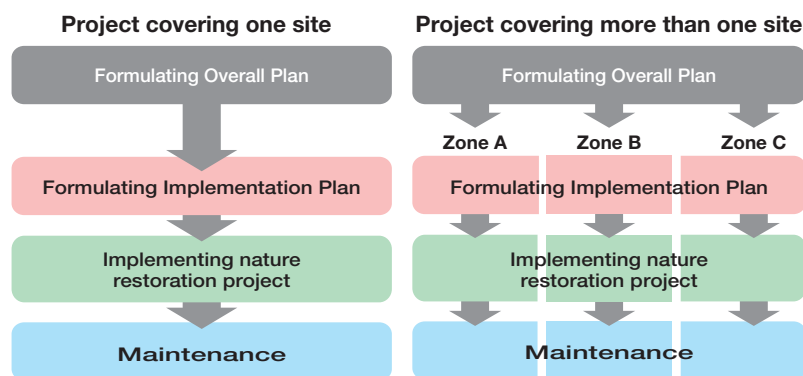 Project covering one site
Formulating Overall Plan
Formulating Implementation Plan
Implementing nature
restoration project
Maintenance
Project covering more than one site
Formulating Overall Plan
Zone A
Zone B
Zone C
Formulating Implementation Plan
Implementing nature
restoration project
Maintenance